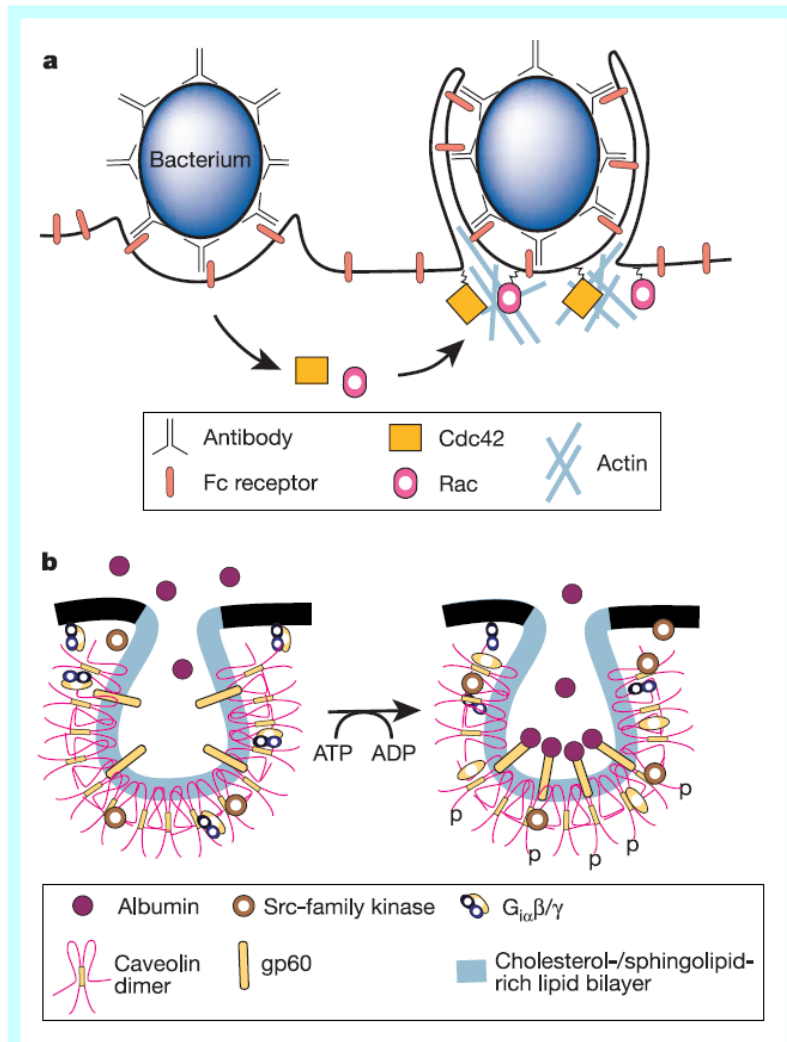 a
Bacterium
Antibody
Cdc42
Actin
Fc receptor
Rac
b
ATP ADP
p p p p p
Albumin
Src-family kinase
Giαβ/γ
Caveolin
dimer
gp60
Cholesterol-/sphingolipid-
rich lipid bilayer